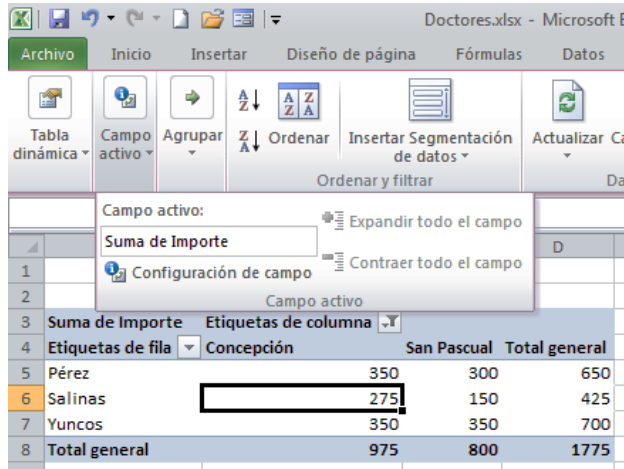 Doctores.xlsx - Microsoft E
Archivo Inicio Insertar Diseño de página Fórmulas Datos
Tabla dinámica
Campo activo
Agrupar
Ordenar
Insertar Segmentación de datos
Actualizar Ca
Ordenar y filtrar
Da
Campo activo:
Suma de Importe
Configuración de campo
Expandir todo el campo
Contraer todo el campo
Campo activo
D
1
2
3 Suma de Importe Etiquetas de columna
4 Etiquetas de fila Concepción San Pascual Total general
5 Pérez 350 300 650
6 Salinas 275 150 425
7 Yuncos 350 350 700
8 Total general 975 800 1775